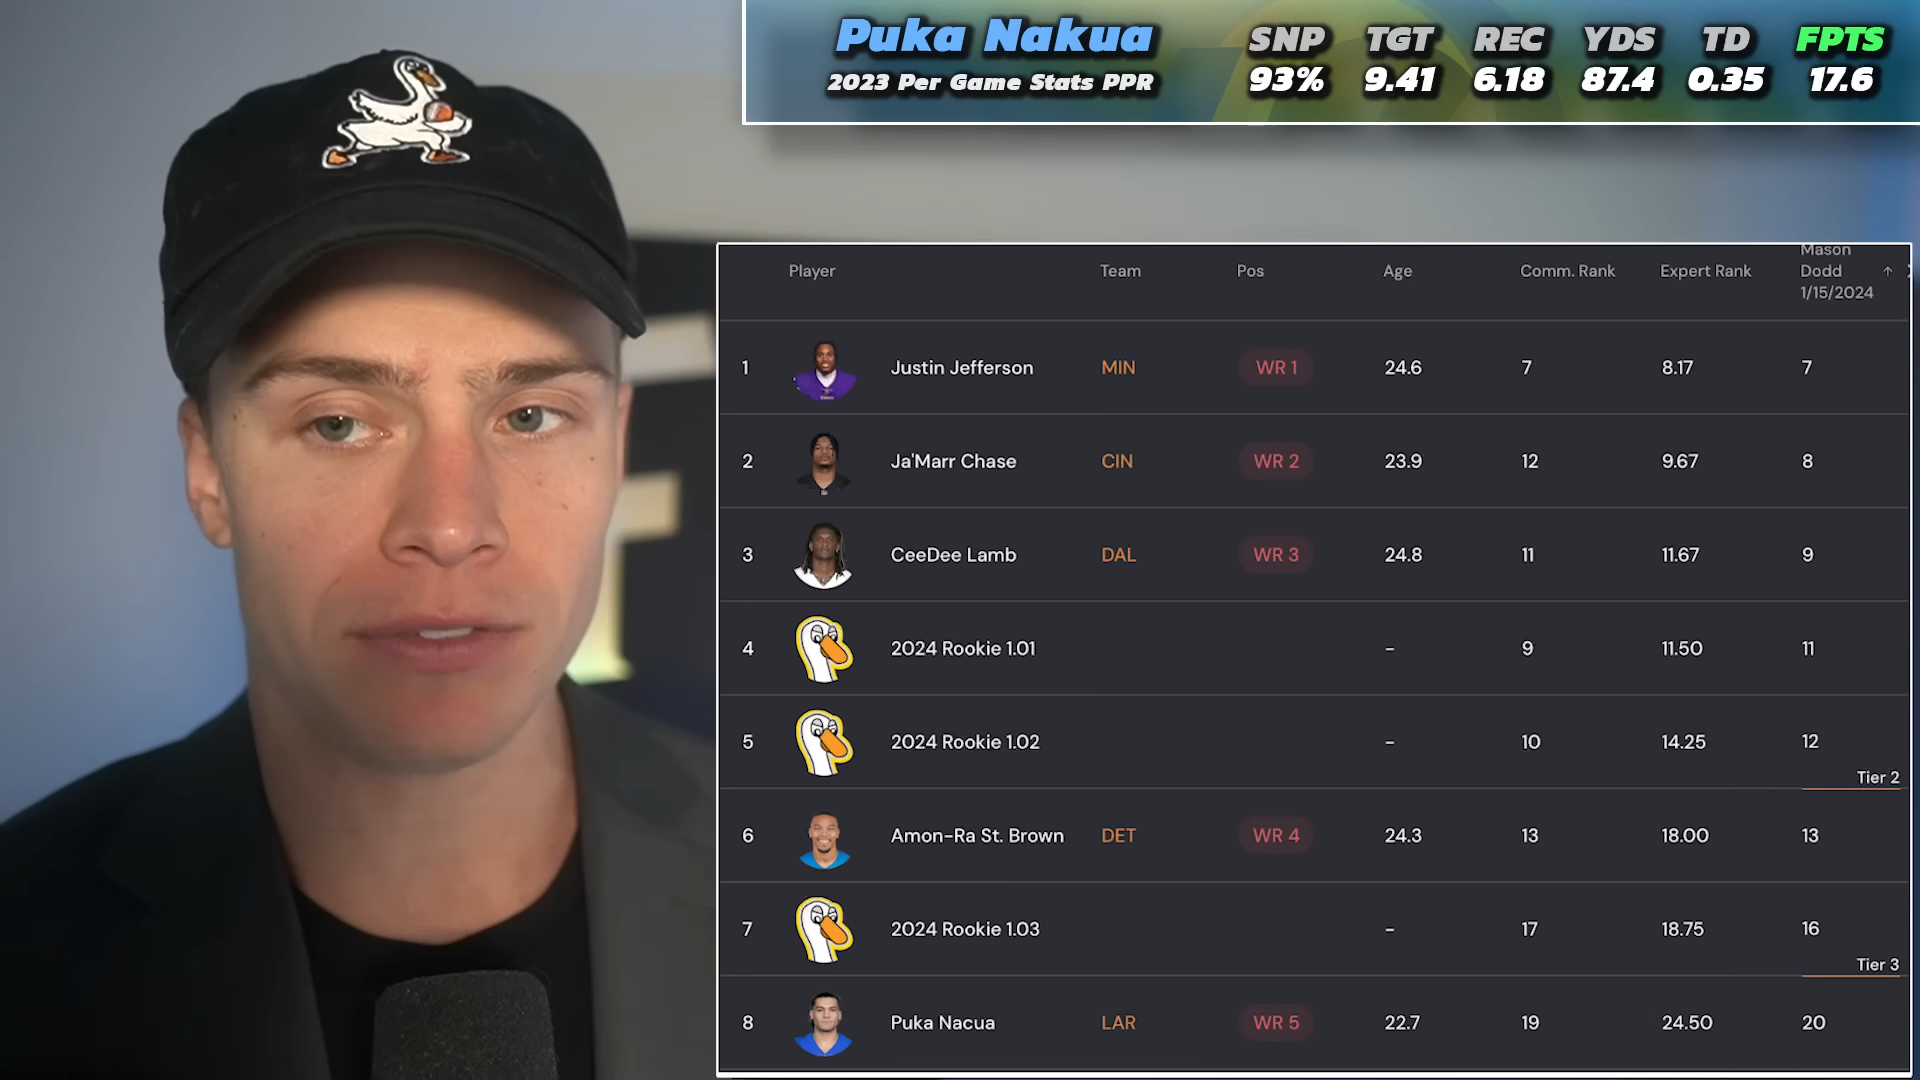 Puka Nakua SNP TGT REC YDS TD FPTS
2023 Per Game Stats PPR 93% 9.41 6.18 87.4 0.35 17.6
Player Team Pos Age Comm. Rank Expert Rank Mason Dodd 1/15/2024 ↑
1 Justin Jefferson MIN WR 1 24.6 7 8.17 7
2 Ja'Marr Chase CIN WR 2 23.9 12 9.67 8
3 CeeDee Lamb DAL WR 3 24.8 11 11.67 9
4 2024 Rookie 1.01 - 9 11.50 11
5 2024 Rookie 1.02 - 10 14.25 12
Tier 2
6 Amon-Ra St. Brown DET WR 4 24.3 13 18.00 13
7 2024 Rookie 1.03 - 17 18.75 16
Tier 3
8 Puka Nacua LAR WR 5 22.7 19 24.50 20